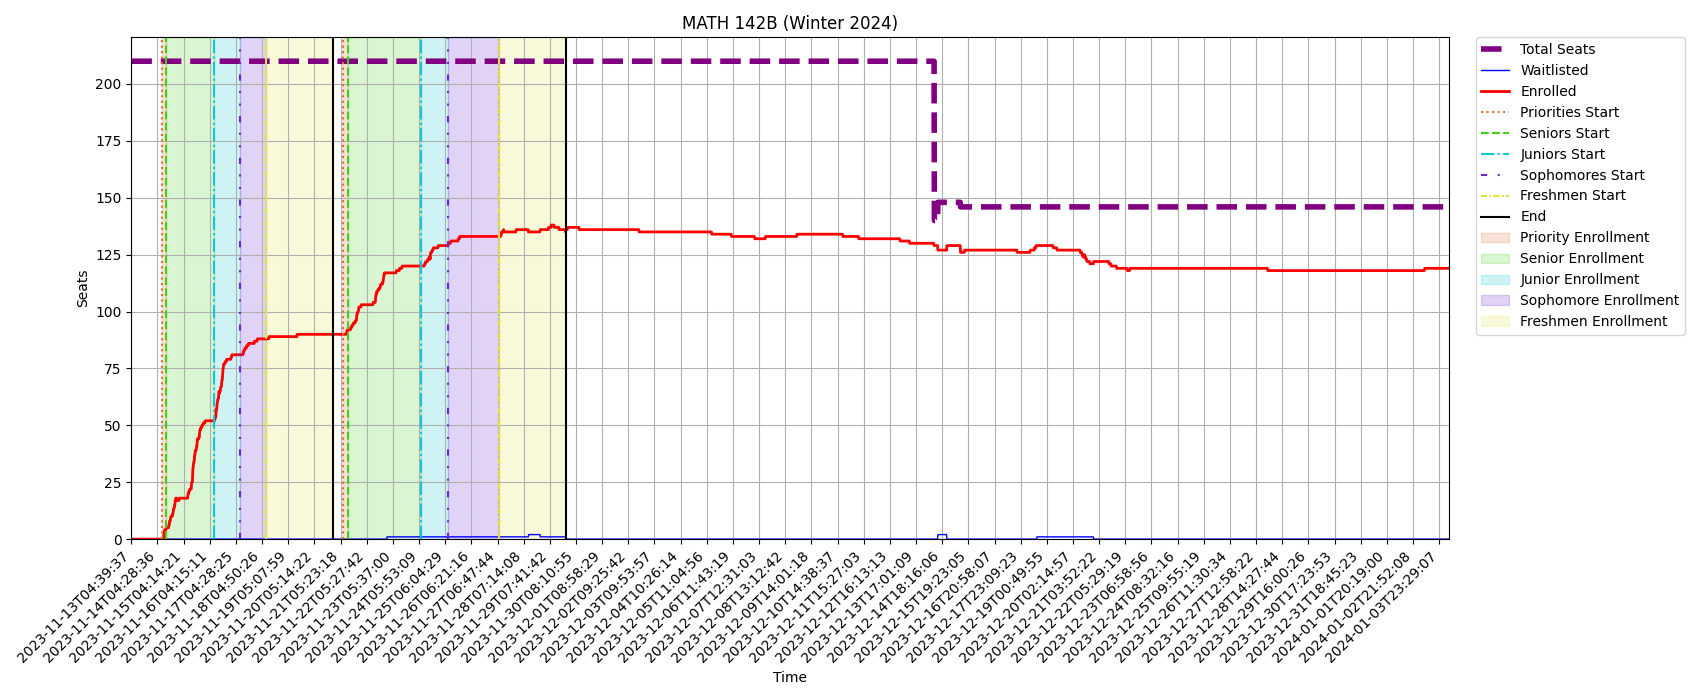 MATH 142B (Winter 2024)
Total Seats
Waitlisted
Enrolled
Priorities Start
Seniors Start
Juniors Start
Sophomores Start
Freshmen Start
End
Priority Enrollment
Senior Enrollment
Junior Enrollment
Sophomore Enrollment
Freshmen Enrollment
Seats
200
175
150
125
100
75
50
25
0
2023-11-13T04:39:37
2023-11-14T04:28:36
2023-11-15T04:14:21
2023-11-16T04:15:11
2023-11-17T04:28:25
2023-11-18T04:50:26
2023-11-19T05:07:59
2023-11-20T05:14:22
2023-11-21T05:23:18
2023-11-22T05:27:42
2023-11-23T05:37:00
2023-11-24T05:53:09
2023-11-25T06:04:29
2023-11-26T06:21:16
2023-11-27T06:47:44
2023-11-28T07:14:08
2023-11-29T07:41:42
2023-11-30T08:10:55
2023-12-01T08:58:29
2023-12-02T09:25:42
2023-12-03T09:53:57
2023-12-04T10:26:14
2023-12-05T11:04:56
2023-12-06T11:43:19
2023-12-07T12:31:03
2023-12-08T13:12:42
2023-12-09T14:01:18
2023-12-10T14:38:37
2023-12-11T15:27:03
2023-12-12T16:13:13
2023-12-13T17:01:09
2023-12-14T18:16:06
2023-12-15T19:23:05
2023-12-16T20:58:07
2023-12-17T23:09:23
2023-12-19T00:49:55
2023-12-20T02:14:57
2023-12-21T03:52:22
2023-12-22T05:29:19
2023-12-23T06:58:56
2023-12-24T08:32:16
2023-12-25T09:55:19
2023-12-26T11:30:34
2023-12-27T12:58:22
2023-12-28T14:27:44
2023-12-29T16:00:26
2023-12-30T17:23:53
2023-12-31T18:45:23
2024-01-01T20:19:00
2024-01-02T21:52:08
2024-01-03T23:29:07
Time